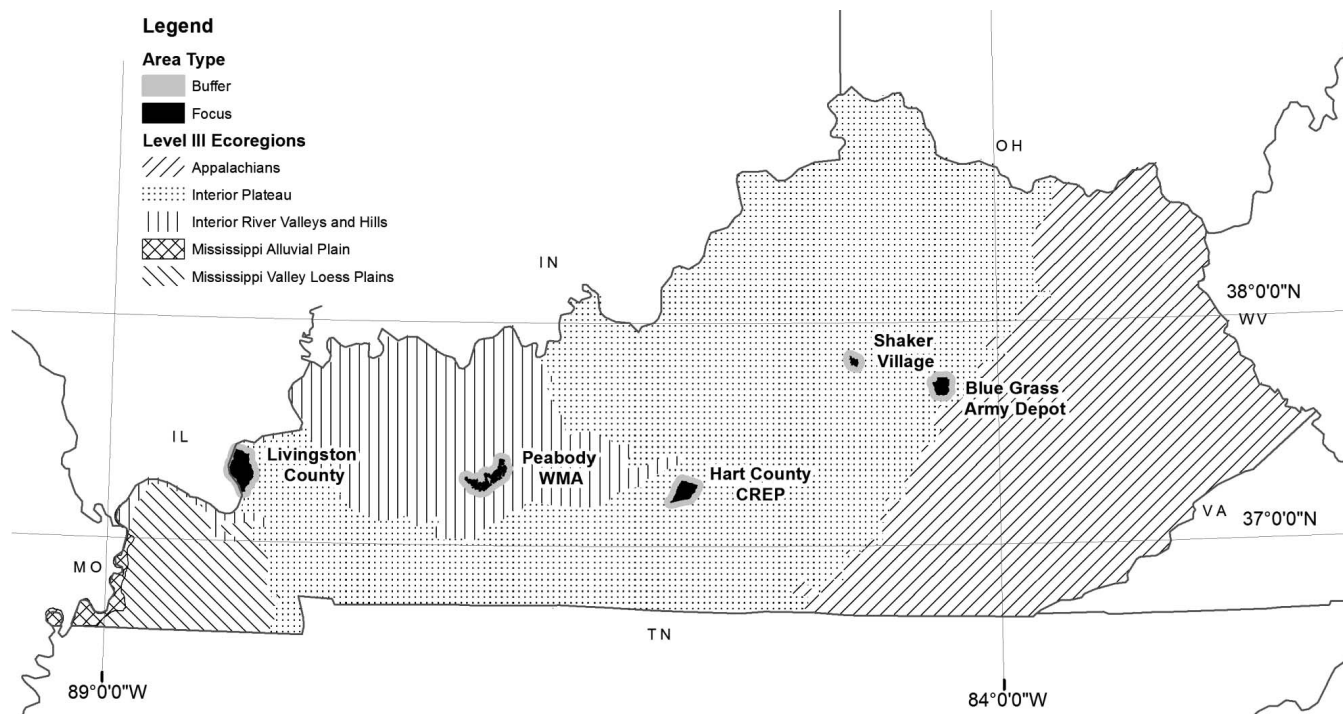 Legend
Area Type
Buffer
Focus
Level III Ecoregions
Appalachians
Interior Plateau
Interior River Valleys and Hills
Mississippi Alluvial Plain
Mississippi Valley Loess Plains
OH
IN
38°0'0"N
WV
Shaker
Village
Blue Grass
Army Depot
IL
Livingston
County
Peabody
WMA
Hart County
CREP
VA
37°0'0"N
MO
TN
89°0'0"W
84°0'0"W